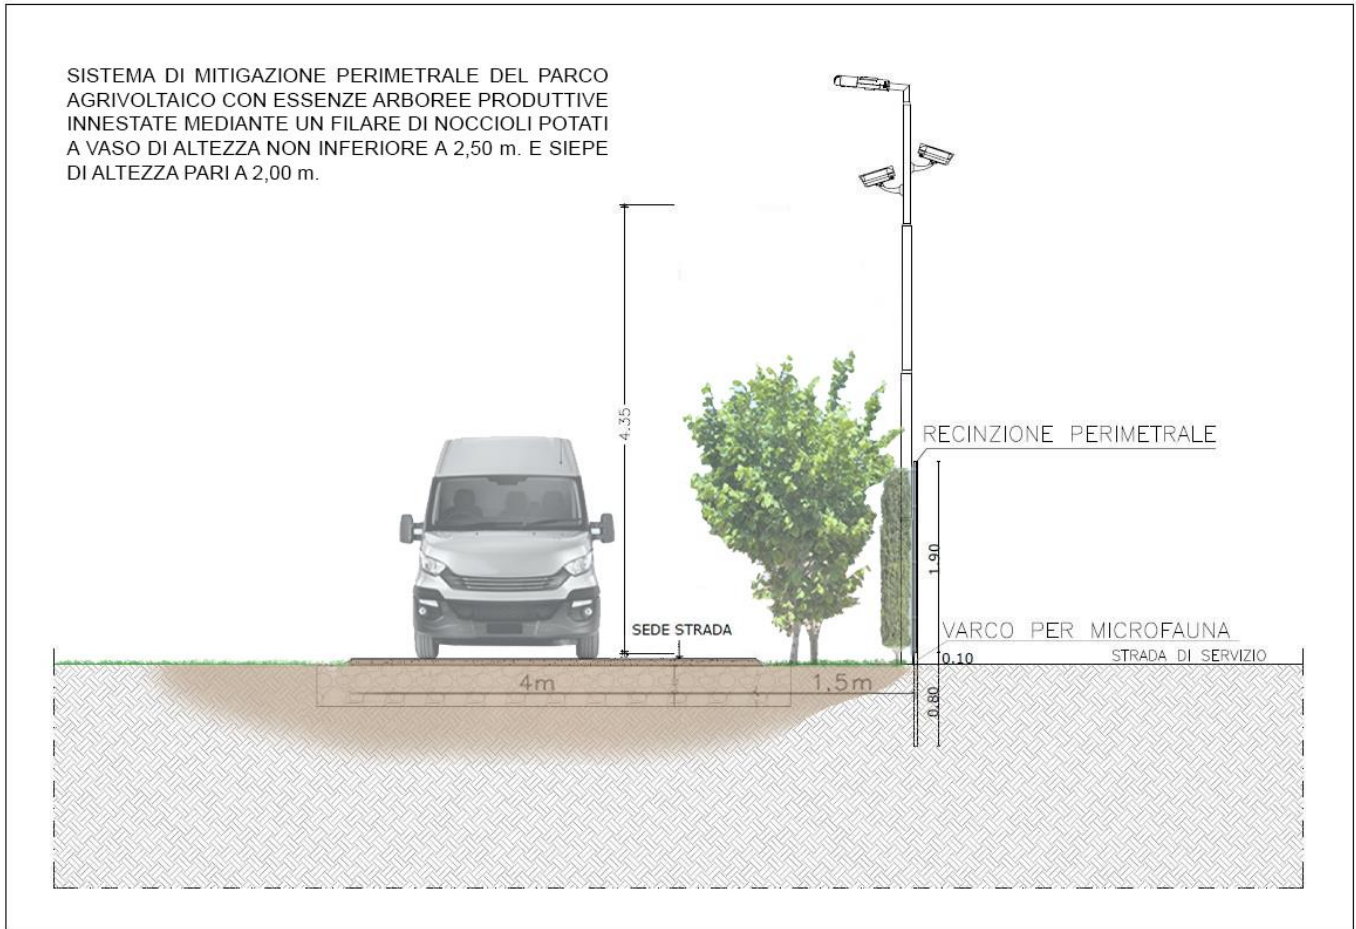 SISTEMA DI MITIGAZIONE PERIMETRALE DEL PARCO
AGRIVOLTAICO CON ESSENZE ARBOREE PRODUTTIVE
INNESTATE MEDIANTE UN FILARE DI NOCCIOLI POTATI
A VASO DI ALTEZZA NON INFERIORE A 2,50 m. E SIEPE
DI ALTEZZA PARI A 2,00 m.
4.35
RECINZIONE PERIMETRALE
1.90
SEDE STRADA
VARCO PER MICROFAUNA
0.10
STRADA DI SERVIZIO
4m
1,5m
0.80